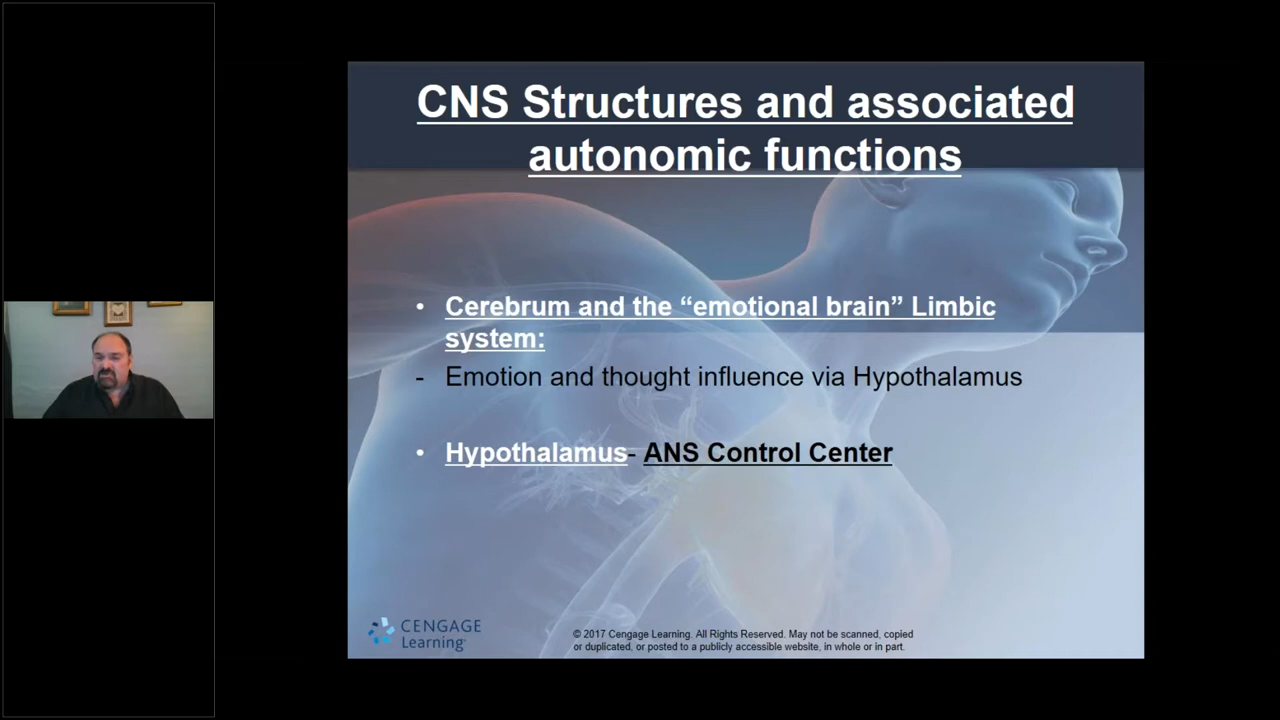 CNS Structures and associated
autonomic functions
• Cerebrum and the “emotional brain” Limbic
system:
- Emotion and thought influence via Hypothalamus
• Hypothalamus- ANS Control Center
CENGAGE
Learning
© 2017 Cengage Learning. All Rights Reserved. May not be scanned, copied
or duplicated, or posted to a publicly accessible website, in whole or in part.